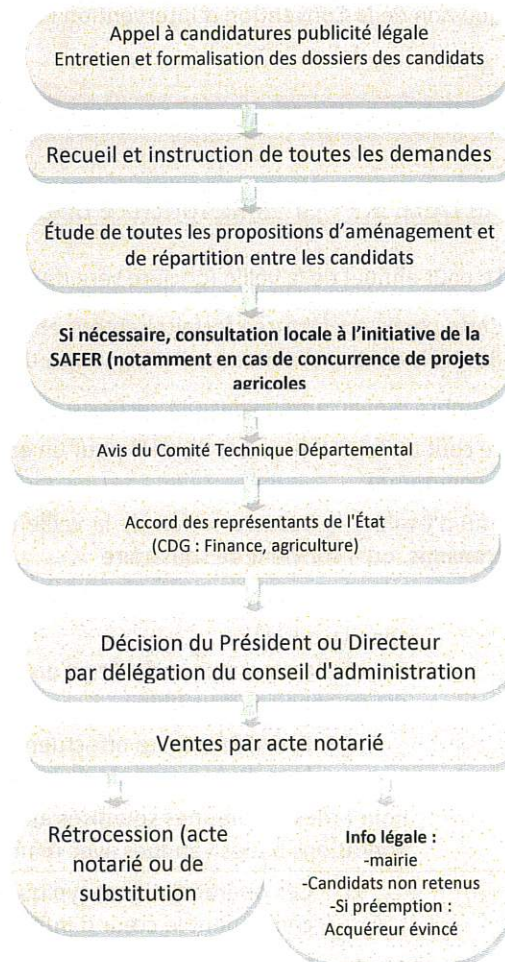 Appel à candidatures publicité légale
Entretien et formalisation des dossiers des candidats
Recueil et instruction de toutes les demandes
Étude de toutes les propositions d'aménagement et
de répartition entre les candidats
Si nécessaire, consultation locale à l'initiative de la
SAFER (notamment en cas de concurrence de projets
agricoles
Avis du Comité Technique Départemental
Accord des représentants de l'État
(CDG : Finance, agriculture)
Décision du Président ou Directeur
par délégation du conseil d'administration
Ventes par acte notarié
Rétrocession (acte
notarié ou de
substitution
Info légale :
-mairie
-Candidats non retenus
-Si préemption :
Acquéreur évincé